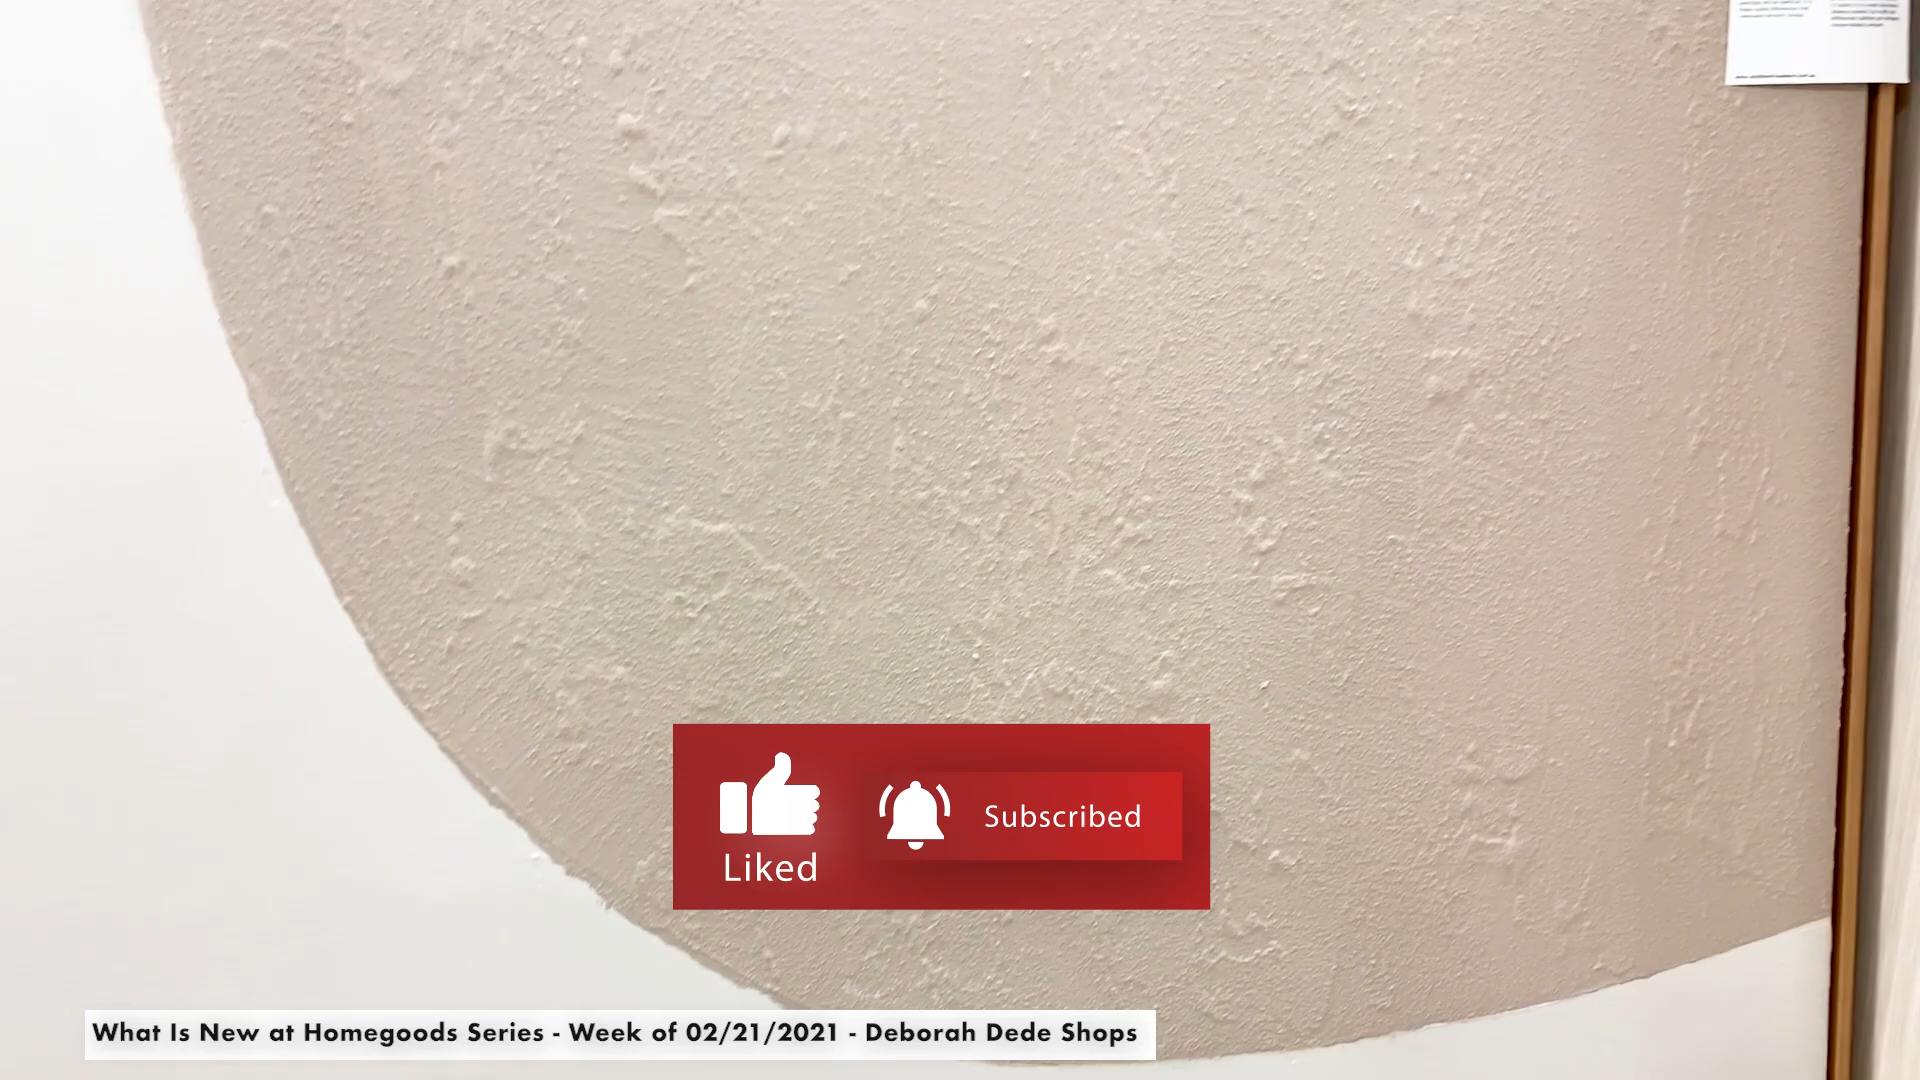 Liked
Subscribed
What Is New at Homegoods Series - Week of 02/21/2021 - Deborah Dede Shops